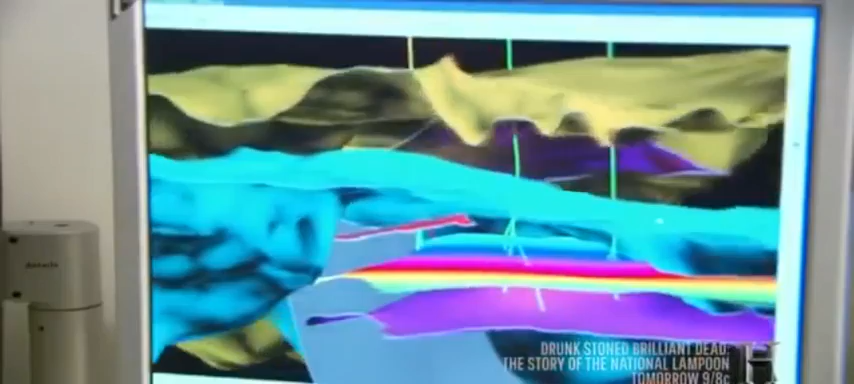 DRUNK STONED BRILLIANT DEAD:
THE STORY OF THE NATIONAL LAMPOON
TOMORROW 9/8c
H